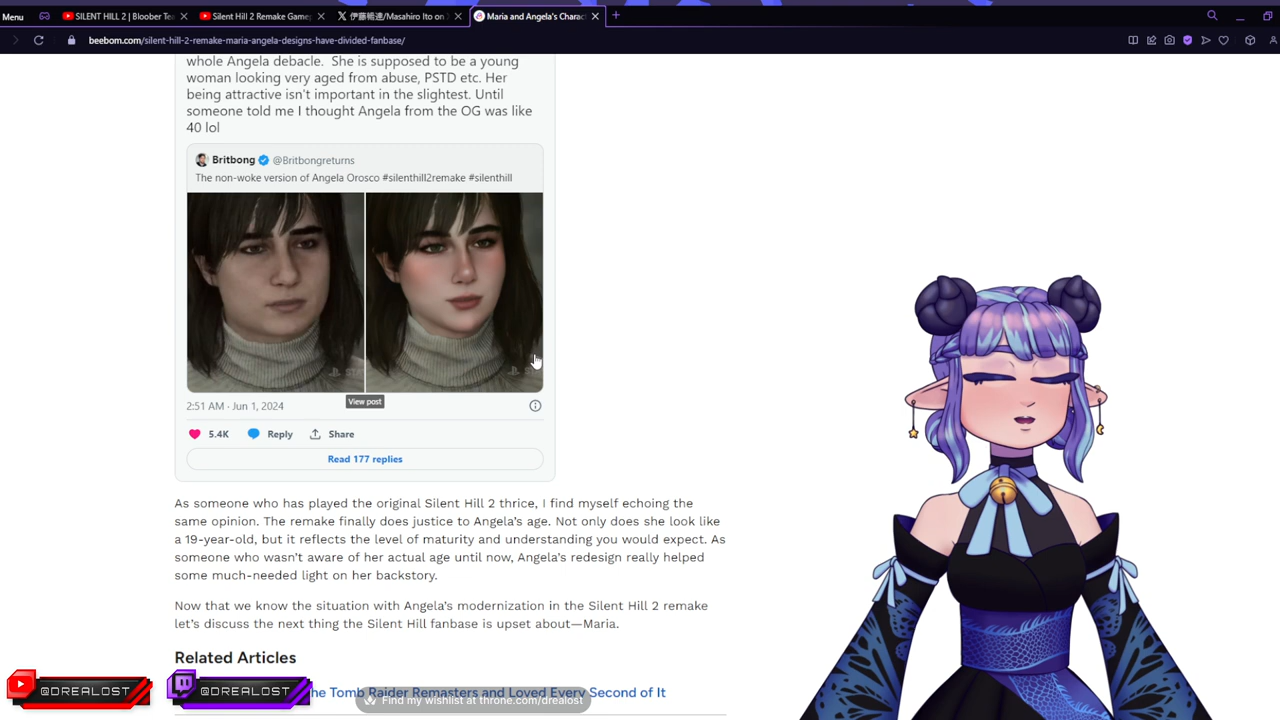 Menu
SILENT HILL 2 | Bloober Tea
Silent Hill 2 Remake Game
伊藤暢達/Masahiro Ito on
Maria and Angela's Charac
beebom.com/silent-hill-2-remake-maria-angela-designs-have-divided-fanbase/
whole Angela debacle. She is supposed to be a young
woman looking very aged from abuse, PSTD etc. Her
being attractive isn't important in the slightest. Until
someone told me I thought Angela from the OG was like
40 lol
Britbong @Britbongreturns
The non-woke version of Angela Orosco #silenthill2remake #silenthill
View post
2:51 AM · Jun 1, 2024
5.4K Reply Share
Read 177 replies
As someone who has played the original Silent Hill 2 thrice, I find myself echoing the
same opinion. The remake finally does justice to Angela's age. Not only does she look like
a 19-year-old, but it reflects the level of maturity and understanding you would expect. As
someone who wasn't aware of her actual age until now, Angela's redesign really helped
some much-needed light on her backstory.
Now that we know the situation with Angela's modernization in the Silent Hill 2 remake
let's discuss the next thing the Silent Hill fanbase is upset about—Maria.
Related Articles
he Tomb Raider Remasters and Loved Every Second of It
@DREALOST
@DREALOST
Find my wishlist at throne.com/drealost